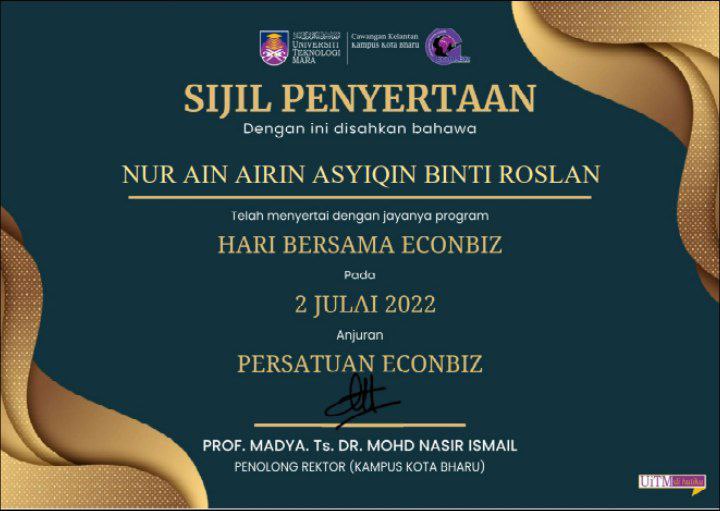 UNIVERSITI
TEKNOLOGI
MARA
Cawangan Kelantan
Kampus Kota Bharu
SIJIL PENYERTAAN
Dengan ini disahkan bahawa
NUR AIN AIRIN ASYIQIN BINTI ROSLAN
Telah menyertai dengan jayanya program
HARI BERSAMA ECONBIZ
Pada
2 JULAI 2022
Anjuran
PERSATUAN ECONBIZ
PROF. MADYA. Ts. DR. MOHD NASIR ISMAIL
PENOLONG REKTOR (KAMPUS KOTA BHARU)
UiTM di hatiku